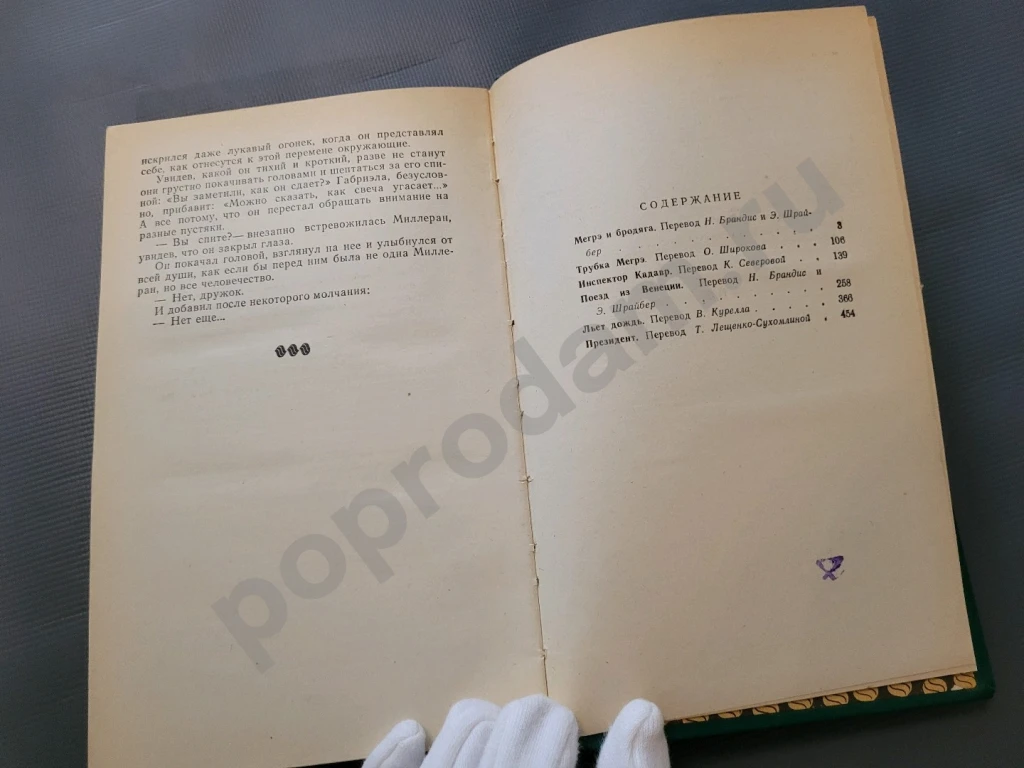 искрился даже лукавый огонек, когда он представлял
себе, как отнесутся к этой перемене окружающие.
Увидев, какой он тихий и кроткий, разве не станут
они грустно покачивать головами и шептаться за его спи-
ной: «Вы заметили, как он сдает?» Габриэла, безуслов-
но, прибавит: «Можно сказать, как свеча угасает...»
А все потому, что он перестал обращать внимание на
разные пустяки.
— Вы спите? — внезапно встревожилась Миллеран,
увидев, что он закрыл глаза.
Он покачал головой, взглянул на нее и улыбнулся от
всей души, как если бы перед ним была не одна Милле-
ран, но все человечество.
— Нет, дружок.
И добавил после некоторого молчания:
— Нет еще...
СОДЕРЖАНИЕ
Мегрэ и бродяга. Перевод Н. Брандис и Э. Шрай-
бер . . . . . . . . . . . . 3
Трубка Мегрэ. Перевод О. Широкова . . . 106
Инспектор Кадавр. Перевод К. Северовой . . 139
Поезд из Венеции. Перевод Н. Брандис и
Э. Шрайбер . . . . . . . . . 258
Льет дождь. Перевод В. Курелла . . . . 366
Президент. Перевод Т. Лещенко-Сухомлиной . 454
poprodam.ru